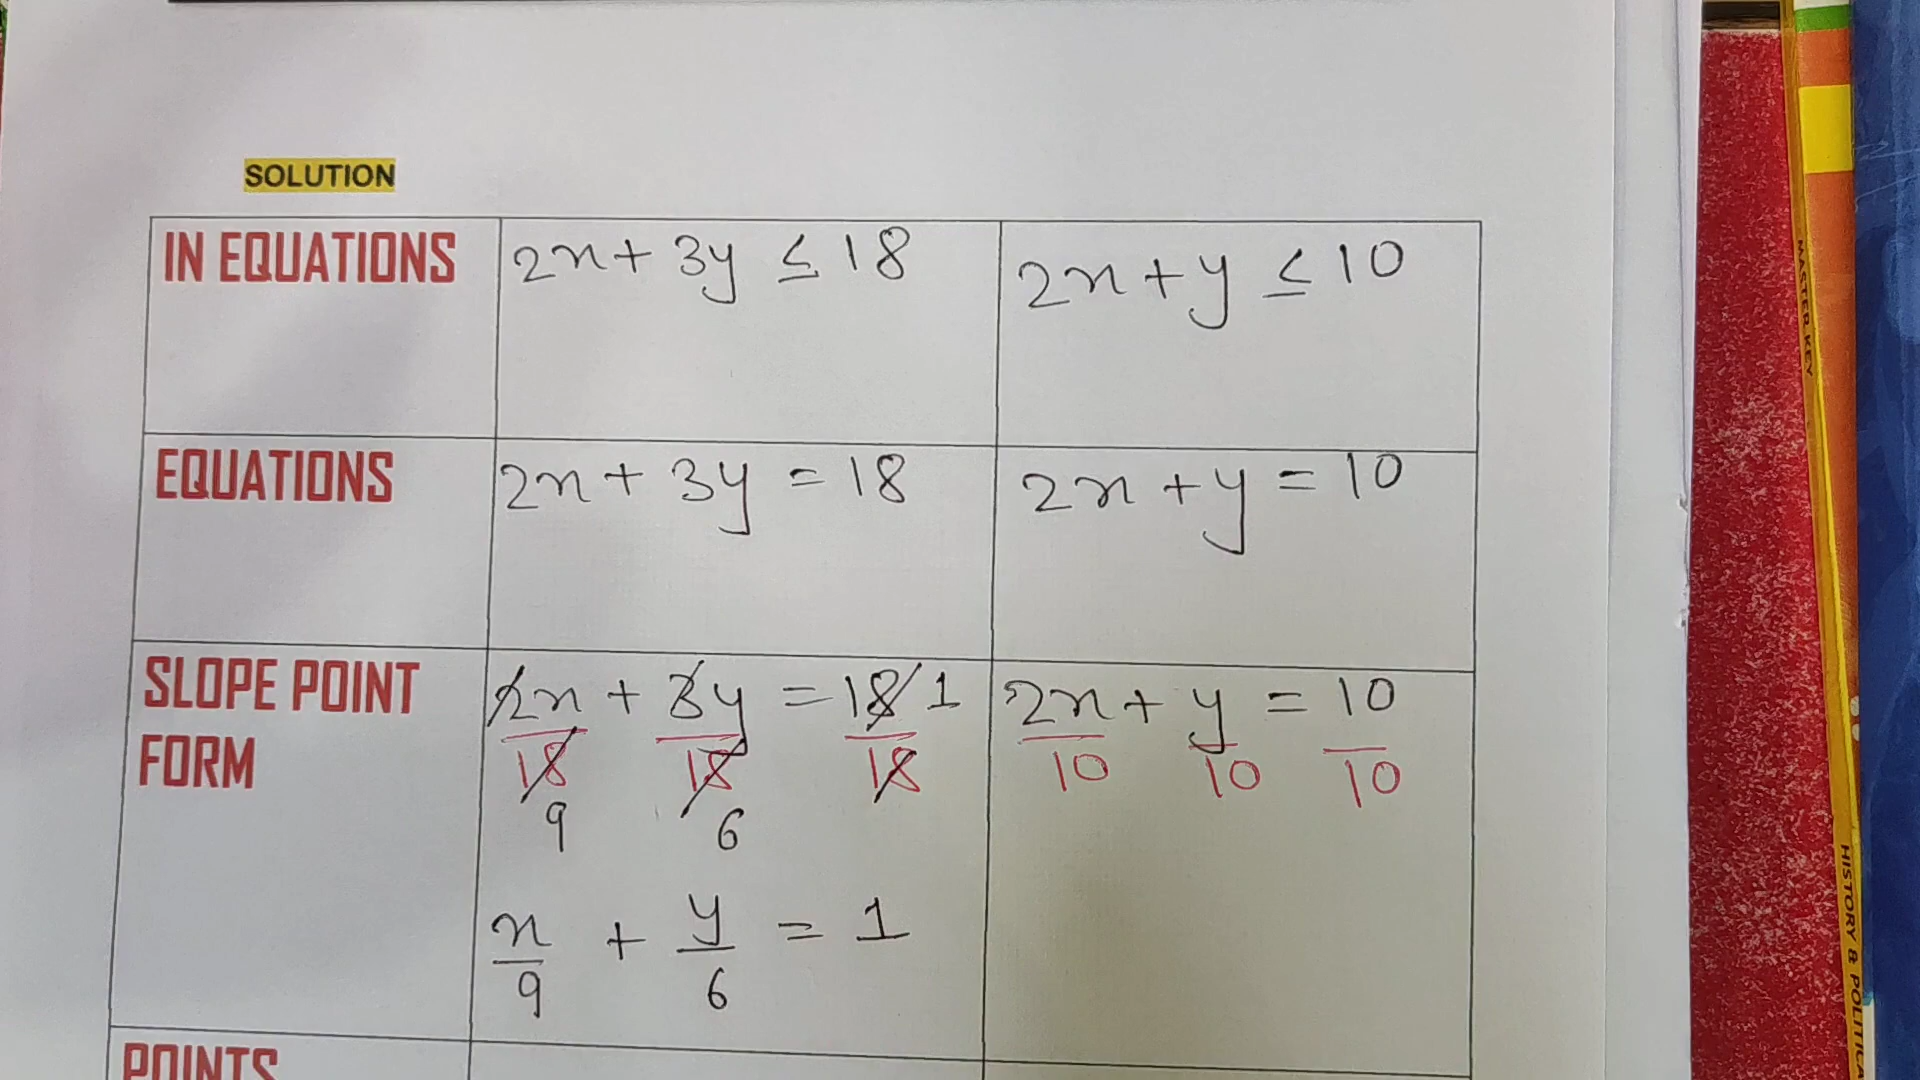 SOLUTION
IN EQUATIONS
2x + 3y ≤ 18
2x + y ≤ 10
EQUATIONS
2x + 3y = 18
2x + y = 10
SLOPE POINT
FORM
2x + 3y = 18 1
18 18 18
9 6
x/9 + y/6 = 1
2x + y = 10
10 10 10
POINTS
MASTER KEY
HISTORY & POLITICA